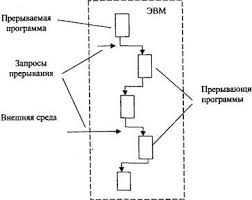 Прерываемая
программа
ЭВМ
Запросы
прерывания
Прерывающи
программы
Внешняя среда